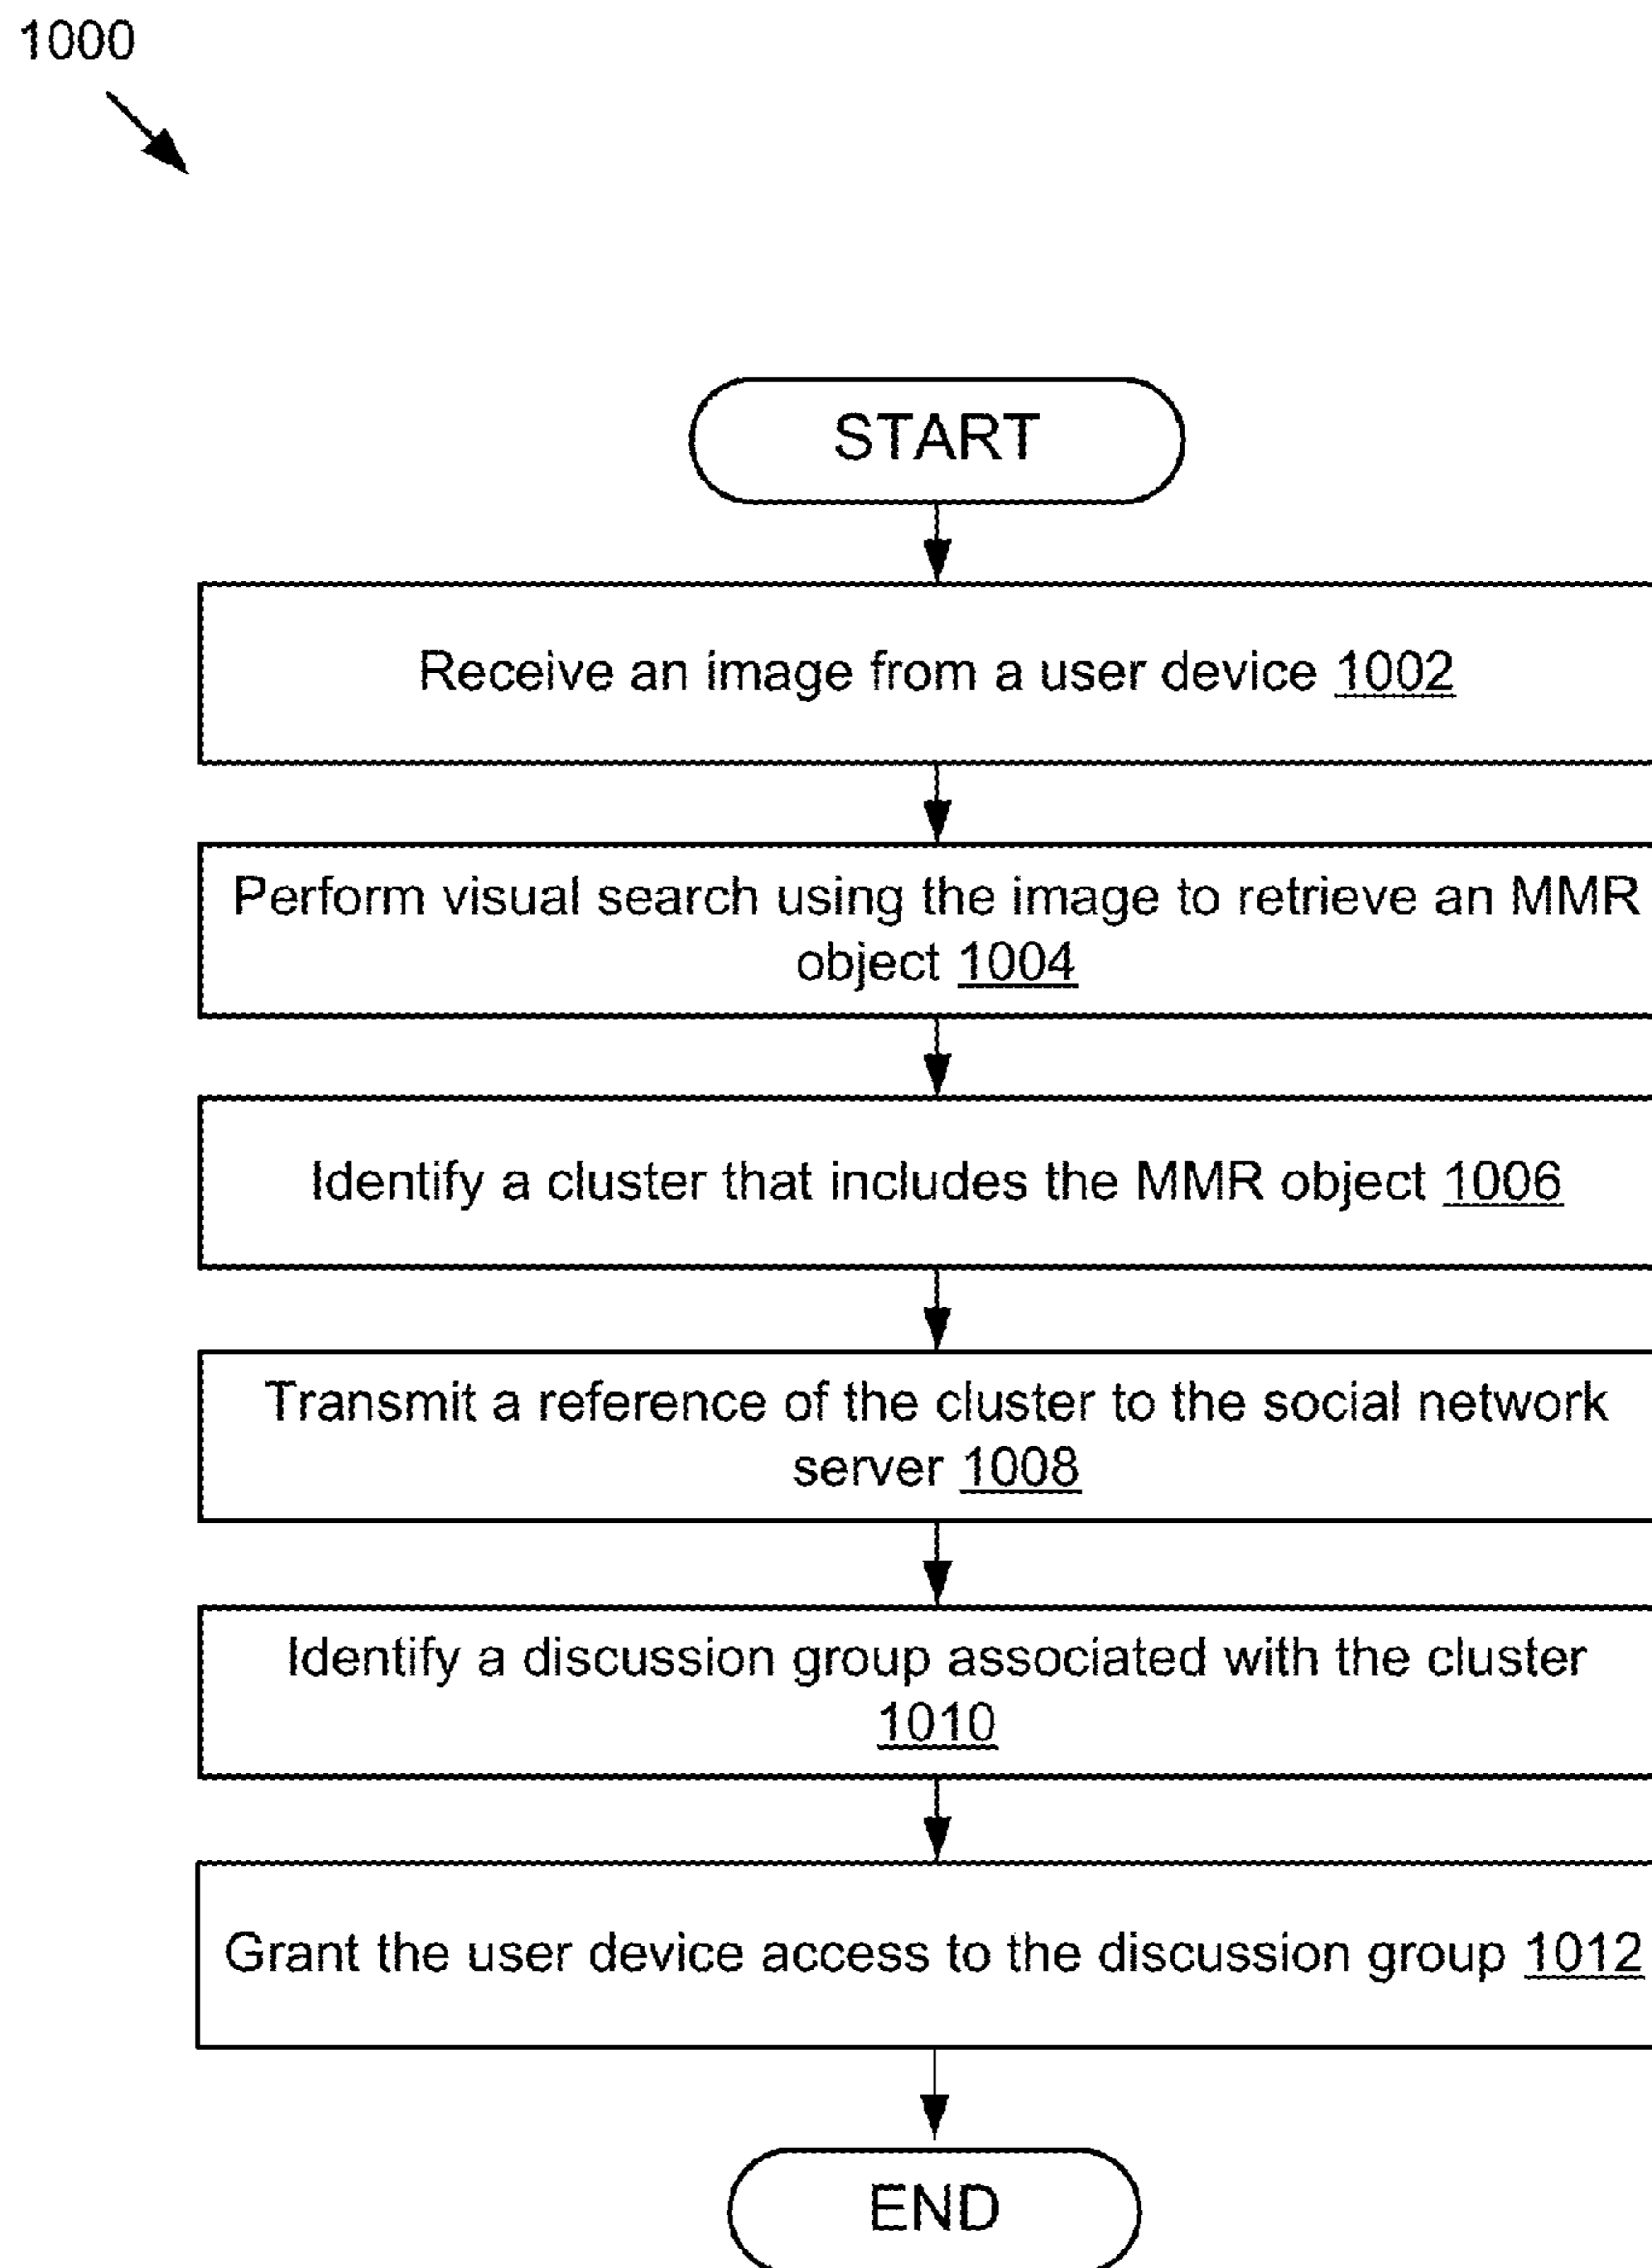 1000
START
Receive an image from a user device 1002
Perform visual search using the image to retrieve an MMR
object 1004
Identify a cluster that includes the MMR object 1006
Transmit a reference of the cluster to the social network
server 1008
Identify a discussion group associated with the cluster
1010
Grant the user device access to the discussion group 1012
END